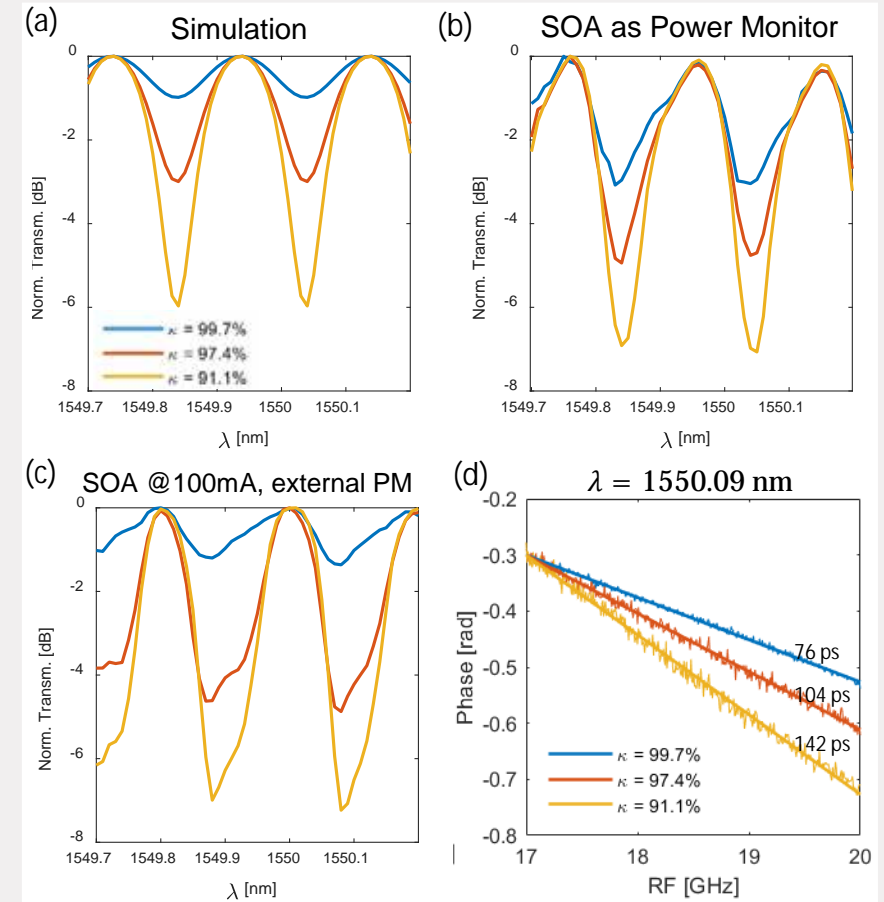 (a)
Simulation
Norm. Transm. [dB]
0
-2
-4
-6
-8
κ = 99.7%
κ = 97.4%
κ = 91.1%
1549.7 1549.8 1549.9 1550 1550.1
λ [nm]
(b)
SOA as Power Monitor
Norm. Transm. [dB]
0
-2
-4
-6
-8
1549.7 1549.8 1549.9 1550 1550.1
λ [nm]
(c)
SOA @100mA, external PM
Norm. Transm. [dB]
0
-2
-4
-6
-8
1549.7 1549.8 1549.9 1550 1550.1
λ [nm]
(d)
λ = 1550.09 nm
Phase [rad]
-0.2
-0.3
-0.4
-0.5
-0.6
-0.7
-0.8
76 ps
104 ps
142 ps
κ = 99.7%
κ = 97.4%
κ = 91.1%
17 18 19 20
RF [GHz]